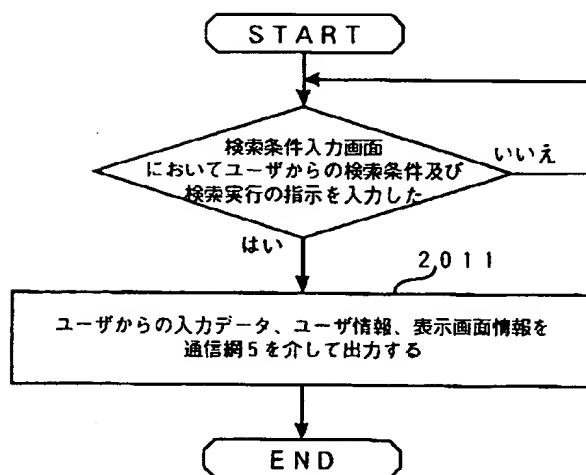 START
検索条件入力画面
においてユーザからの検索条件及び
検索実行の指示を入力した
いいえ
はい
2011
ユーザからの入力データ、ユーザ情報、表示画面情報を
通信網5を介して出力する
END